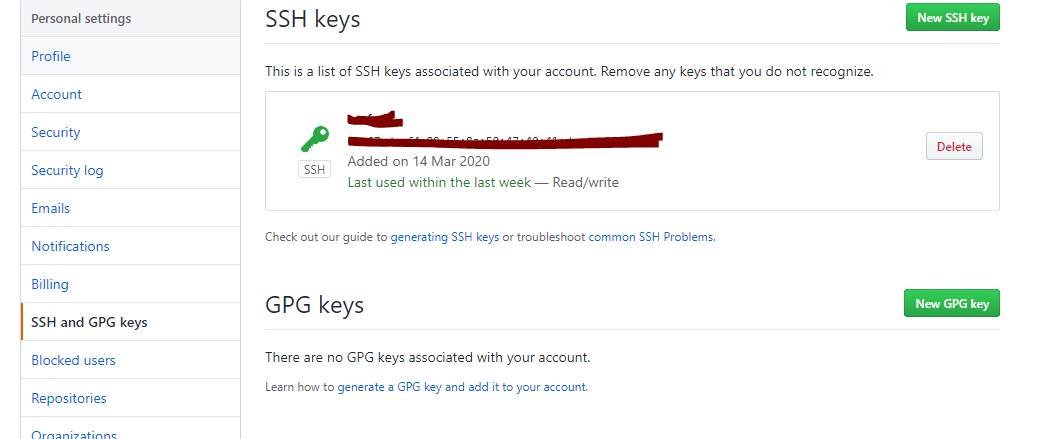 Personal settings
Profile
Account
Security
Security log
Emails
Notifications
Billing
SSH and GPG keys
Blocked users
Repositories
Organizations
SSH keys
New SSH key
This is a list of SSH keys associated with your account. Remove any keys that you do not recognize.
SSH
Added on 14 Mar 2020
Last used within the last week — Read/write
Delete
Check out our guide to generating SSH keys or troubleshoot common SSH Problems.
GPG keys
New GPG key
There are no GPG keys associated with your account.
Learn how to generate a GPG key and add it to your account.